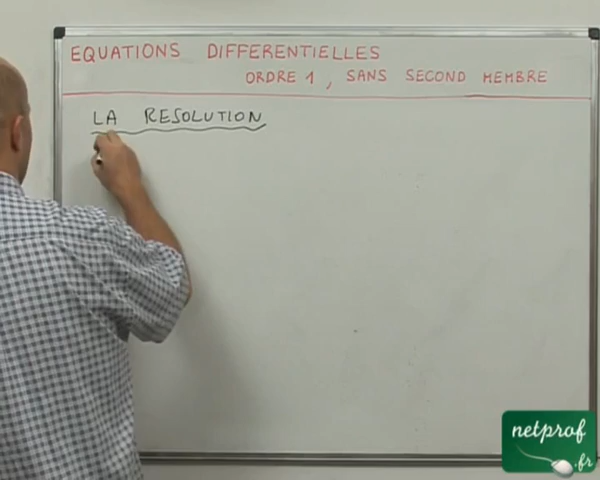 EQUATIONS DIFFERENTIELLES
ORDRE 1, SANS SECOND MEMBRE
LA RESOLUTION
netprof
.fr